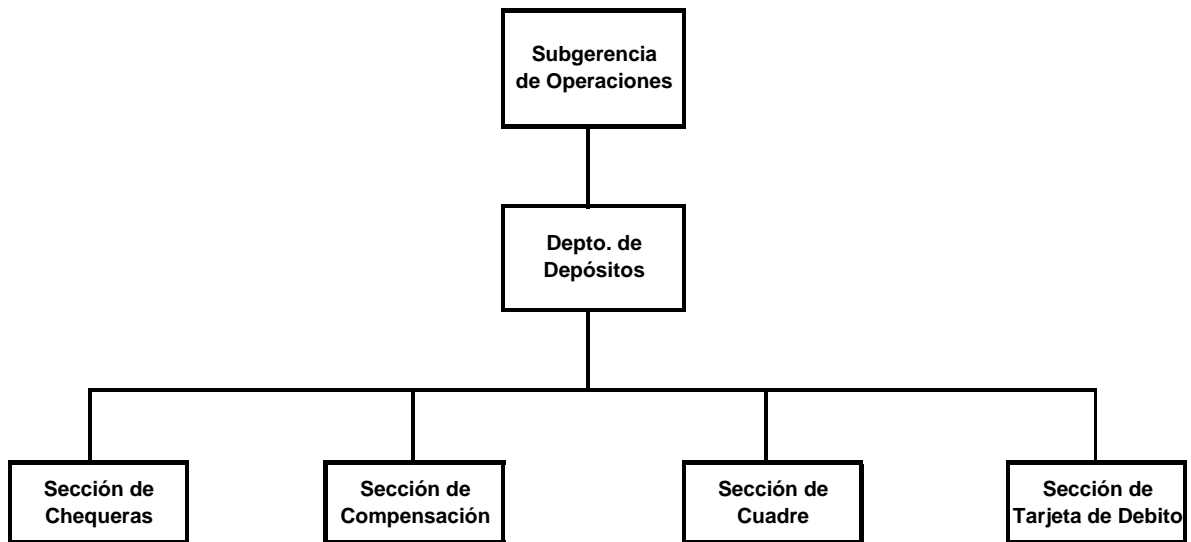 Subgerencia
de Operaciones
Depto. de
Depósitos
Sección de
Chequeras
Sección de
Compensación
Sección de
Cuadre
Sección de
Tarjeta de Debito